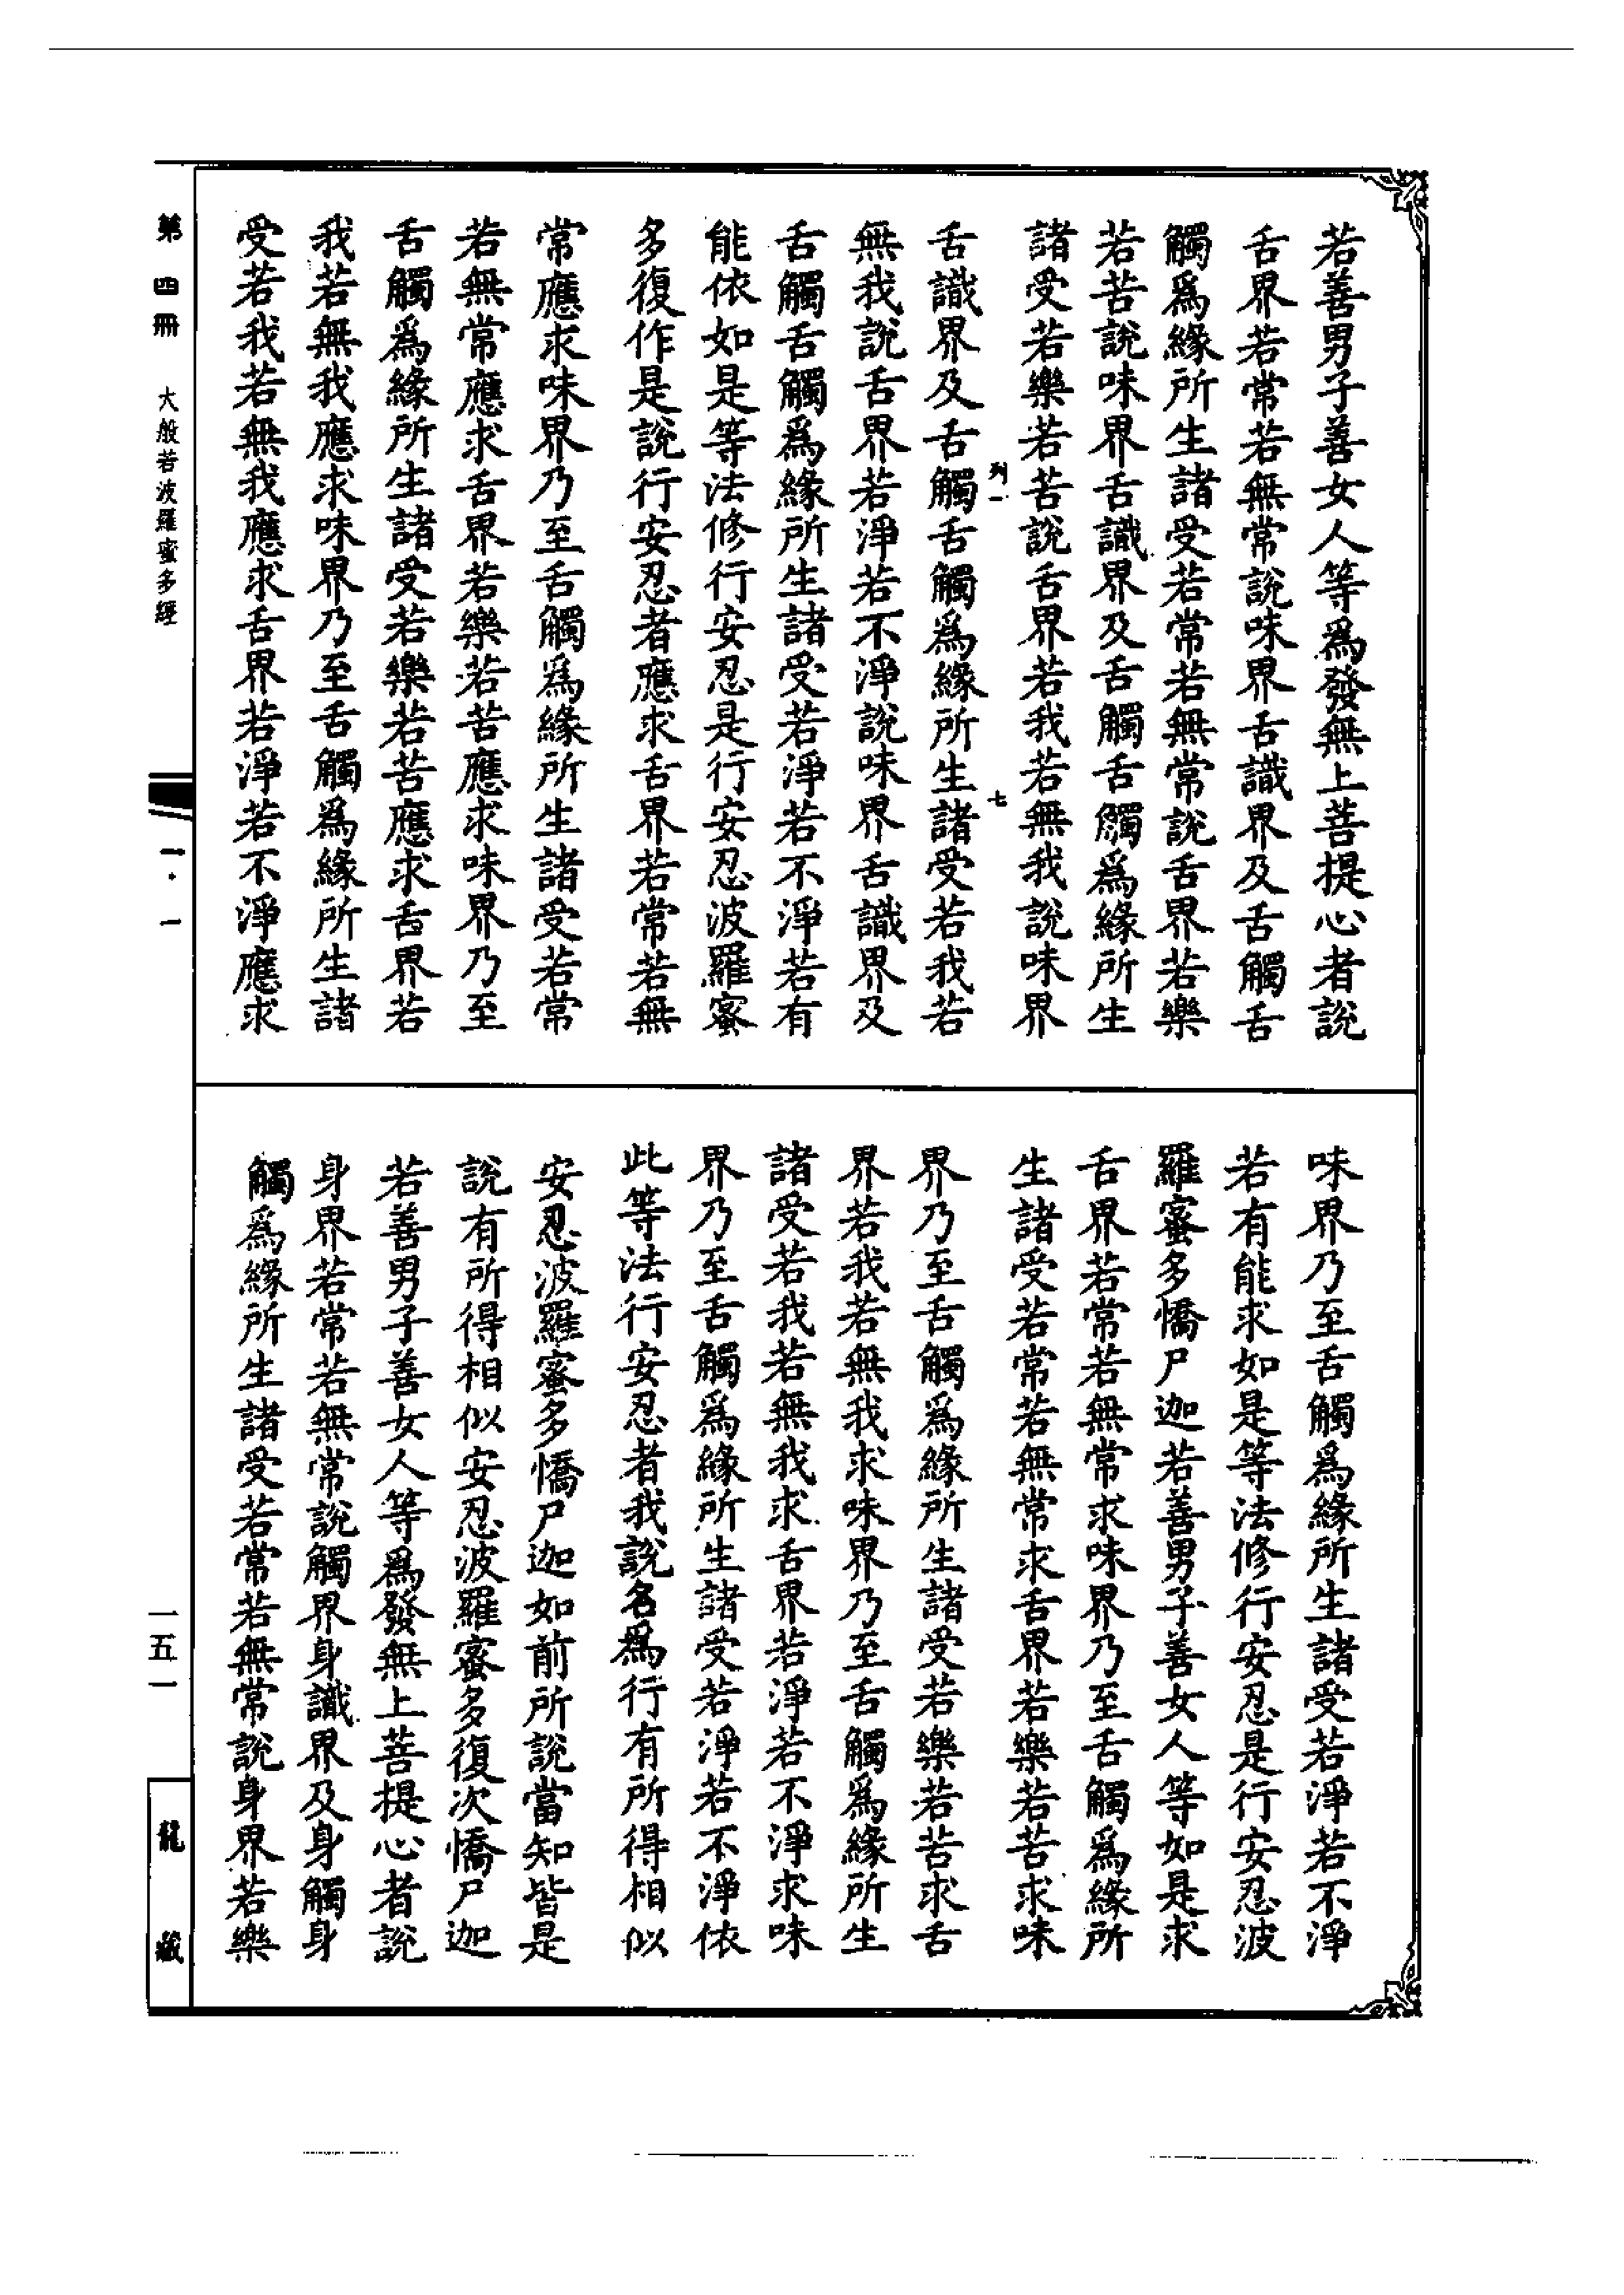 若善男子善女人等爲發無上菩提心者說
舌界若常若無常說味界舌識界及舌觸舌
觸爲緣所生諸受若常若無常說舌界若樂
若苦說味界舌識界及舌觸舌觸爲緣所生
諸受若樂若苦說舌界若我若無我說味界
列一
七
舌識界及舌觸舌觸爲緣所生諸受若我若
無我說舌界若淨若不淨說味界舌識界及
舌觸舌觸爲緣所生諸受若淨若不淨若有
能依如是等法修行安忍是行安忍波羅蜜
多復作是說行安忍者應求舌界若常若無
常應求味界乃至舌觸爲緣所生諸受若常
若無常應求舌界若樂若苦應求味界乃至
舌觸爲緣所生諸受若樂若苦應求舌界若
我若無我應求味界乃至舌觸爲緣所生諸
受若我若無我應求舌界若淨若不淨應求
味界乃至舌觸爲緣所生諸受若淨若不淨
若有能求如是等法修行安忍是行安忍波
羅蜜多憍尸迦若善男子善女人等如是求
舌界若常若無常求味界乃至舌觸爲緣所
生諸受若常若無常求舌界若樂若苦求味
界乃至舌觸爲緣所生諸受若樂若苦求舌
界若我若無我求味界乃至舌觸爲緣所生
諸受若我若無我求舌界若淨若不淨求味
界乃至舌觸爲緣所生諸受若淨若不淨依
此等法行安忍者我說名爲行有所得相似
安忍波羅蜜多憍尸迦如前所說當知皆是
說有所得相似安忍波羅蜜多復次憍尸迦
若善男子善女人等爲發無上菩提心者說
身界若常若無常說觸界身識界及身觸身
觸爲緣所生諸受若常若無常說身界若樂
第四冊
大般若波羅蜜多經
一·一
一五一
龍藏